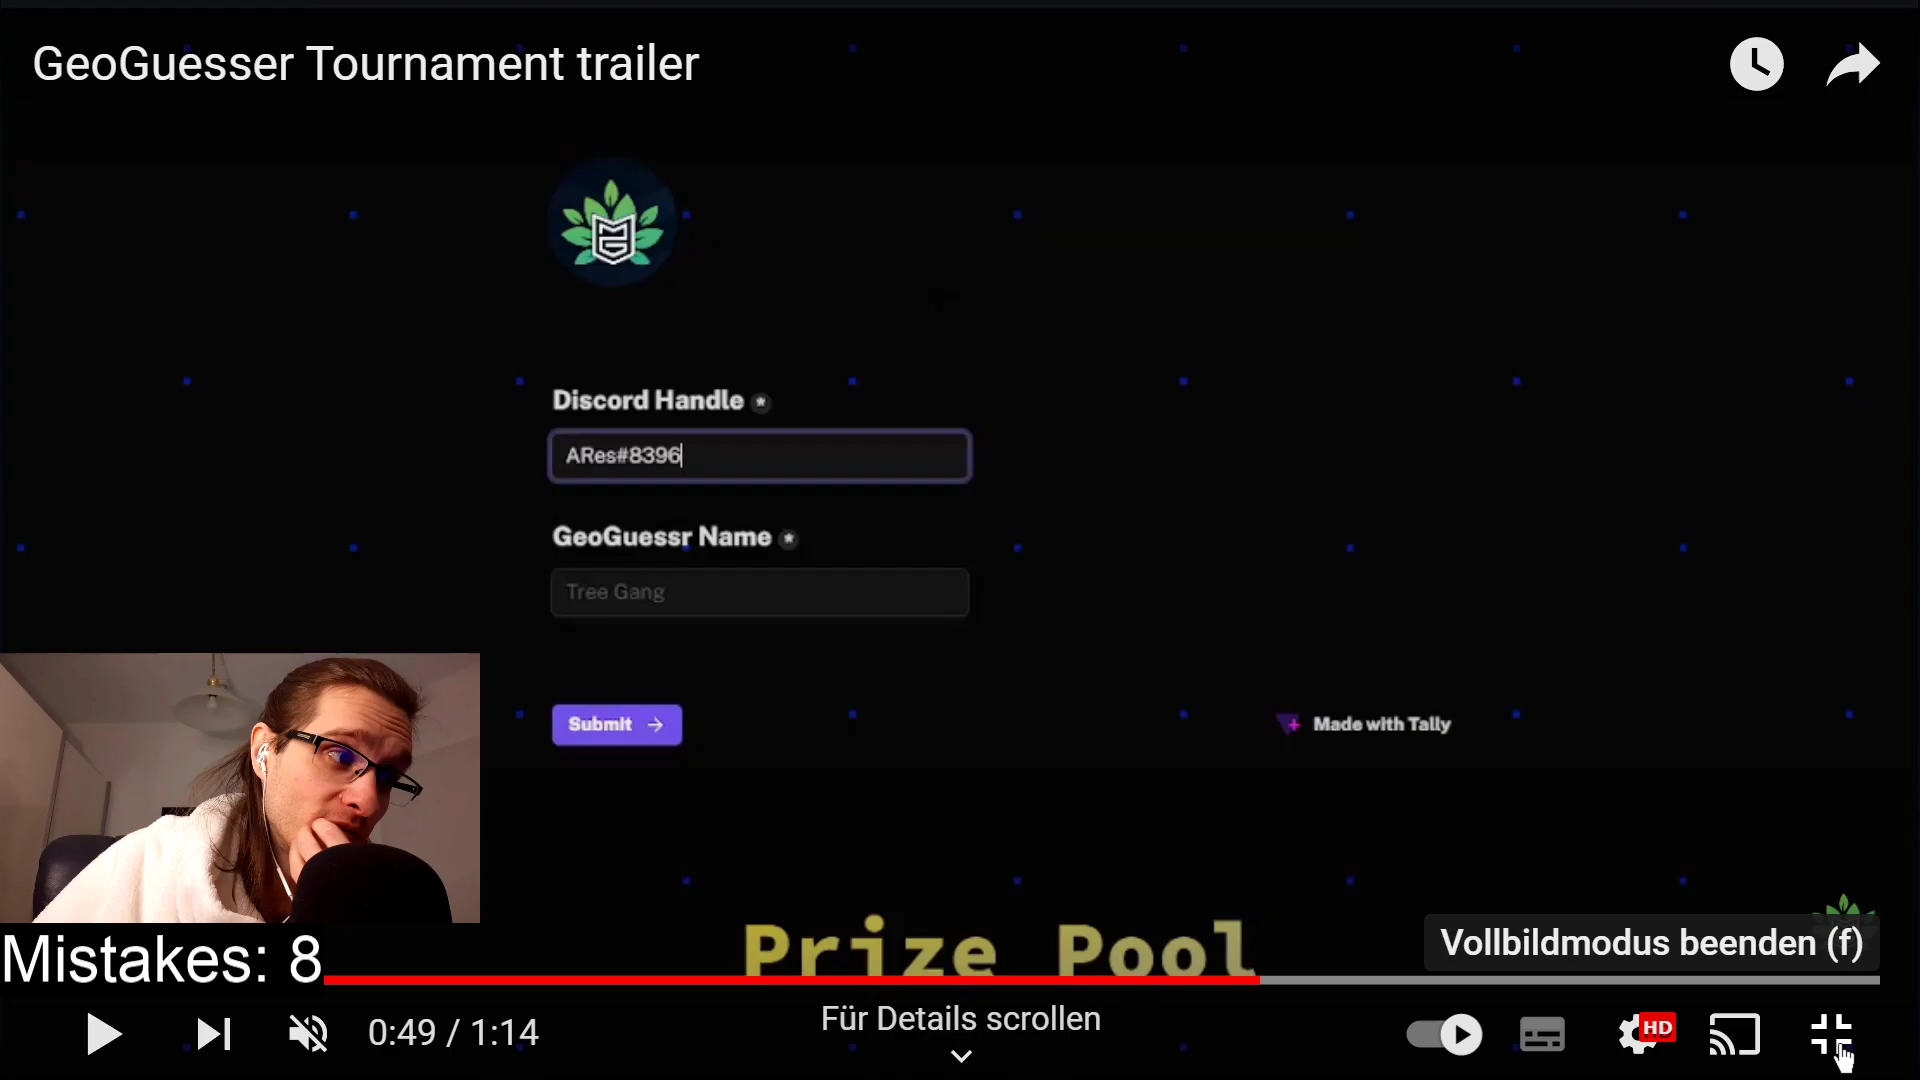 GeoGuesser Tournament trailer
MG
Discord Handle *
ARes#8396
GeoGuessr Name *
Tree Gang
Submit →
Made with Tally
Prize Pool
Vollbildmodus beenden (f)
Mistakes: 8
0:49 / 1:14
Für Details scrollen
HD